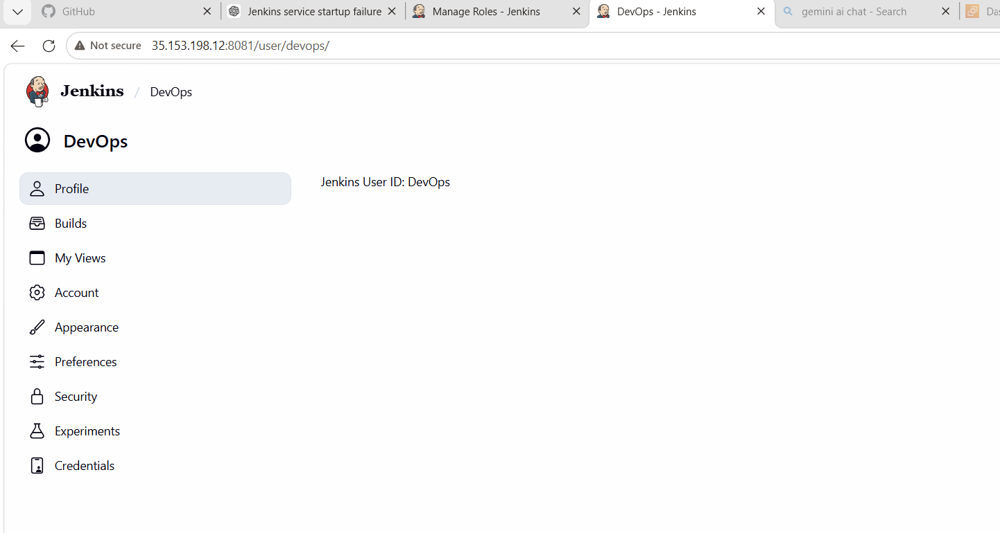 GitHub
Jenkins service startup failure
Manage Roles - Jenkins
DevOps - Jenkins
gemini ai chat - Search
Not secure
35.153.198.12:8081/user/devops/
Jenkins / DevOps
DevOps
Profile
Jenkins User ID: DevOps
Builds
My Views
Account
Appearance
Preferences
Security
Experiments
Credentials